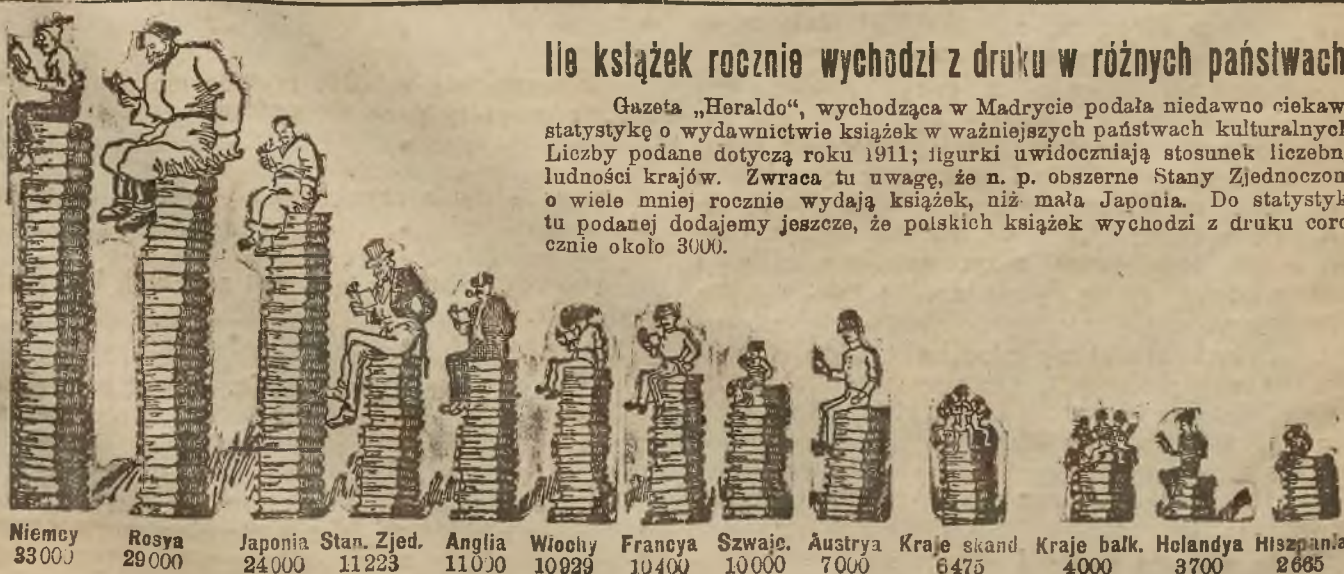 Ile książek rocznie wychodzi z druku w różnych państwach
Gazeta „Heraldo“, wychodząca w Madrycie podała niedawno ciekaw
statystykę o wydawnictwie książek w ważniejszych państwach kulturalnych
Liczby podane dotyczą roku 1911; figurki uwidoczniają stosunek liczebn
ludności krajów. Zwraca tu uwagę, że n. p. obszerne Stany Zjednoczon
o wiele mniej rocznie wydają książek, niż mała Japonia. Do statystyk
tu podanej dodajemy jeszcze, że polskich książek wychodzi z druku coro
cznie około 3000.
Niemcy Rosya Japonia Stan. Zjed. Anglia Włochy Francya Szwajc. Austrya Kraje skand. Kraje bałk. Holandya Hiszpania
33000 29000 24000 11223 11000 10929 10400 10000 7000 6475 4000 3700 2665